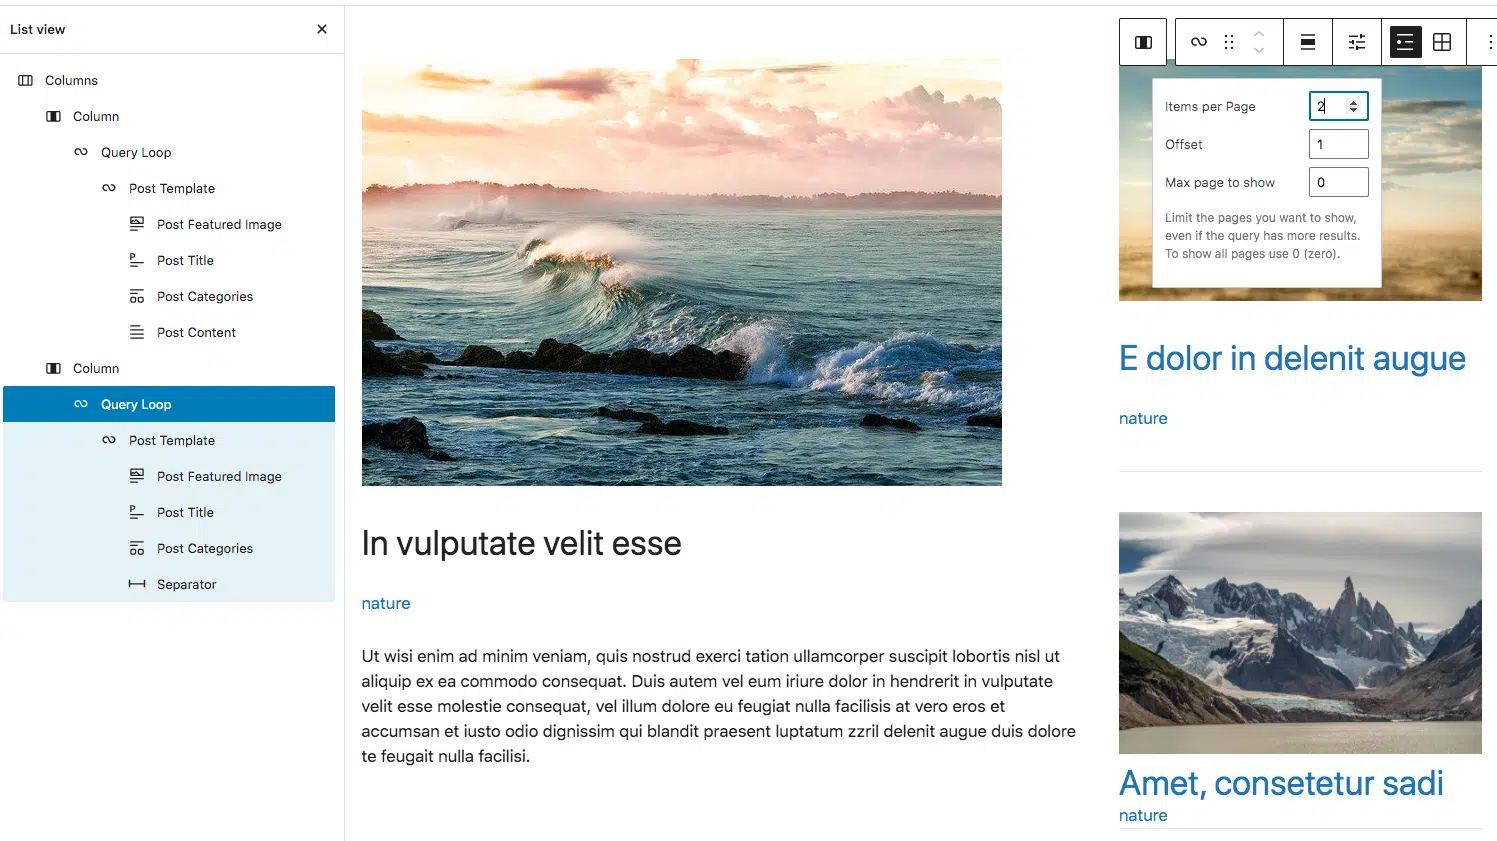 List view
Columns
Column
Query Loop
Post Template
Post Featured Image
Post Title
Post Categories
Post Content
Column
Query Loop
Post Template
Post Featured Image
Post Title
Post Categories
Separator
In vulputate velit esse
nature
Ut wisi enim ad minim veniam, quis nostrud exerci tation ullamcorper suscipit lobortis nisl ut
aliquip ex ea commodo consequat. Duis autem vel eum iriure dolor in hendrerit in vulputate
velit esse molestie consequat, vel illum dolore eu feugiat nulla facilisis at vero eros et
accumsan et iusto odio dignissim qui blandit praesent luptatum zzril delenit augue duis dolore
te feugait nulla facilisi.
Items per Page 2
Offset 1
Max page to show 0
Limit the pages you want to show,
even if the query has more results.
To show all pages use 0 (zero).
E dolor in delenit augue
nature
Amet, consetetur sadi
nature